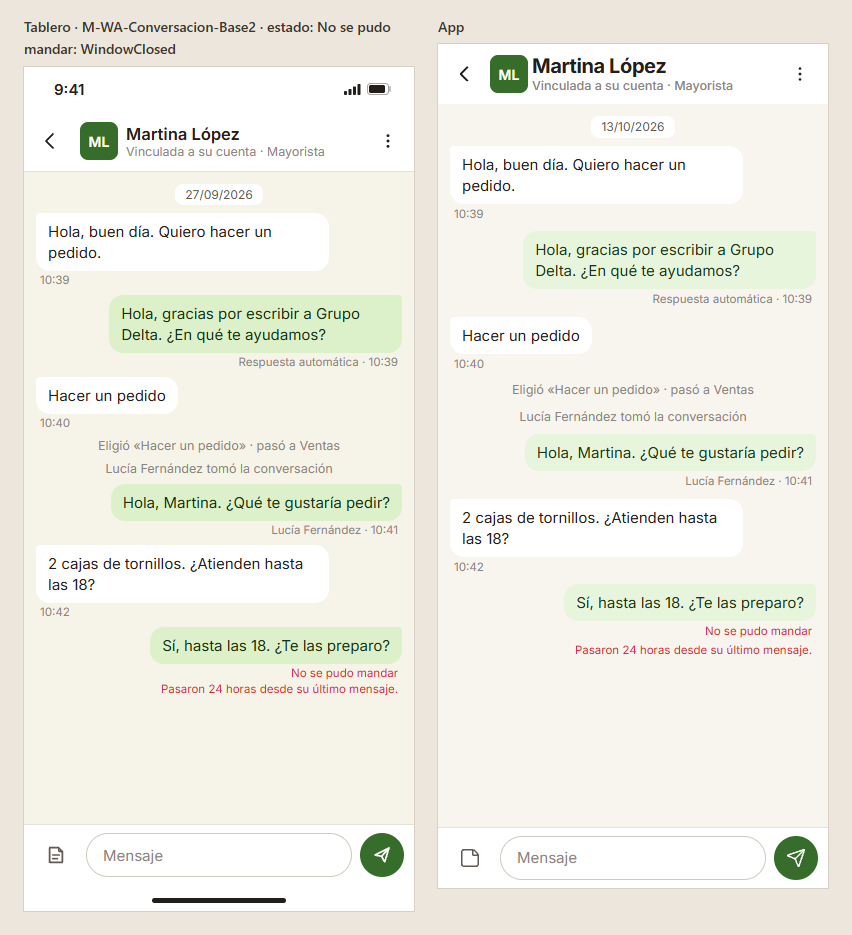 Tablero · M-WA-Conversacion-Base2 · estado: No se pudo
mandar: WindowClosed
9:41
ML
Martina López
Vinculada a su cuenta · Mayorista
27/09/2026
Hola, buen día. Quiero hacer un
pedido.
10:39
Hola, gracias por escribir a Grupo
Delta. ¿En qué te ayudamos?
Respuesta automática · 10:39
Hacer un pedido
10:40
Eligió «Hacer un pedido» · pasó a Ventas
Lucía Fernández tomó la conversación
Hola, Martina. ¿Qué te gustaría pedir?
Lucía Fernández · 10:41
2 cajas de tornillos. ¿Atienden hasta
las 18?
10:42
Sí, hasta las 18. ¿Te las preparo?
No se pudo mandar
Pasaron 24 horas desde su último mensaje.
Mensaje
App
ML
Martina López
Vinculada a su cuenta · Mayorista
13/10/2026
Hola, buen día. Quiero hacer un
pedido.
10:39
Hola, gracias por escribir a Grupo
Delta. ¿En qué te ayudamos?
Respuesta automática · 10:39
Hacer un pedido
10:40
Eligió «Hacer un pedido» · pasó a Ventas
Lucía Fernández tomó la conversación
Hola, Martina. ¿Qué te gustaría pedir?
Lucía Fernández · 10:41
2 cajas de tornillos. ¿Atienden hasta
las 18?
10:42
Sí, hasta las 18. ¿Te las preparo?
No se pudo mandar
Pasaron 24 horas desde su último mensaje.
Mensaje